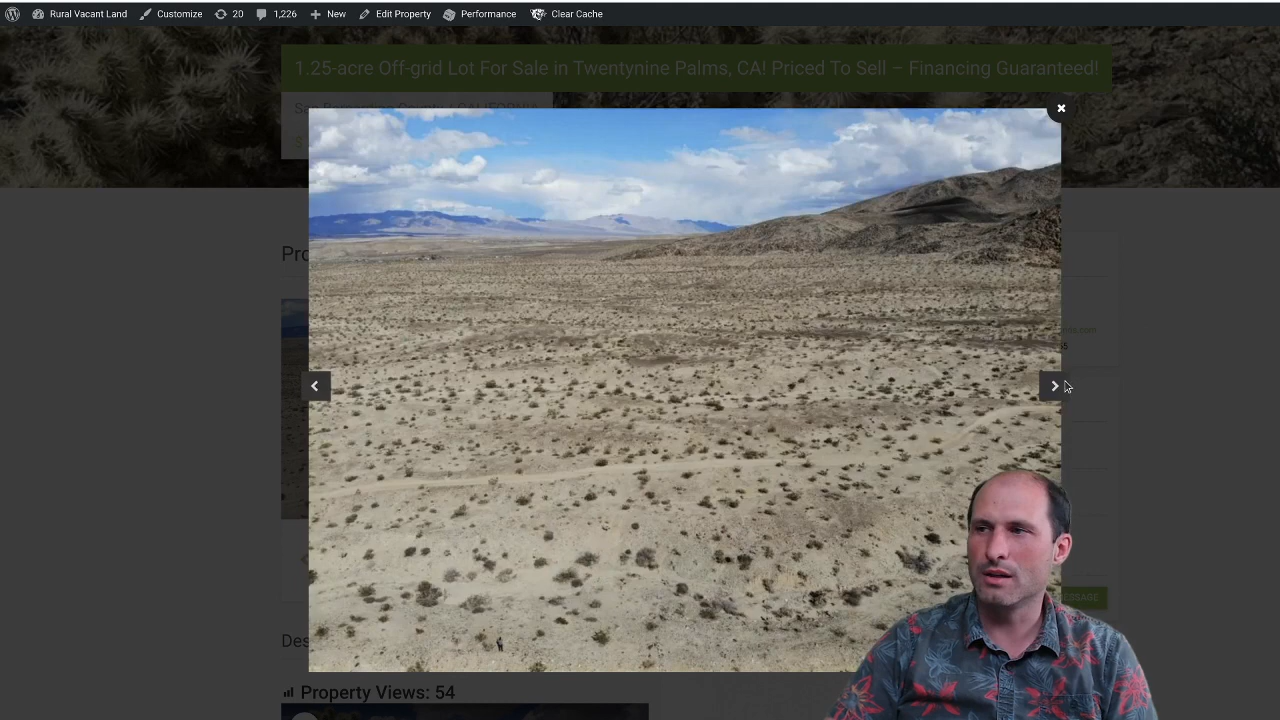 Rural Vacant Land Customize 20 1,226 New Edit Property Performance Clear Cache
1.25-acre Off-grid Lot For Sale in Twentynine Palms, CA! Priced To Sell – Financing Guaranteed!
CALIFORNIA
Property Views: 54